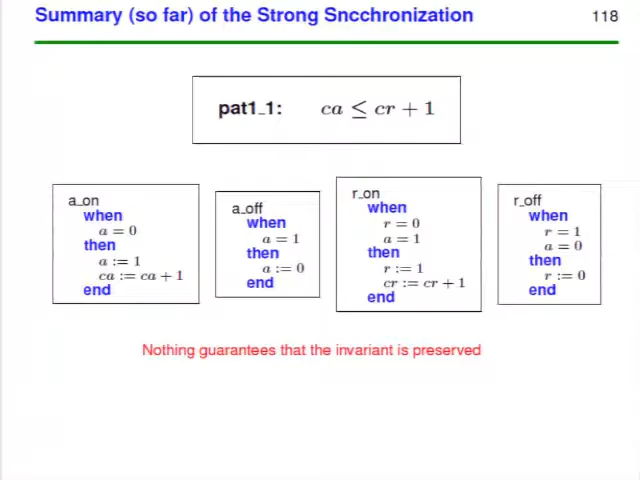 Summary (so far) of the Strong Sncchronization
118
pat1_1: ca ≤ cr + 1
a_on
when
a = 0
then
a := 1
ca := ca + 1
end
a_off
when
a = 1
then
a := 0
end
r_on
when
r = 0
a = 1
then
r := 1
cr := cr + 1
end
r_off
when
r = 1
a = 0
then
r := 0
end
Nothing guarantees that the invariant is preserved